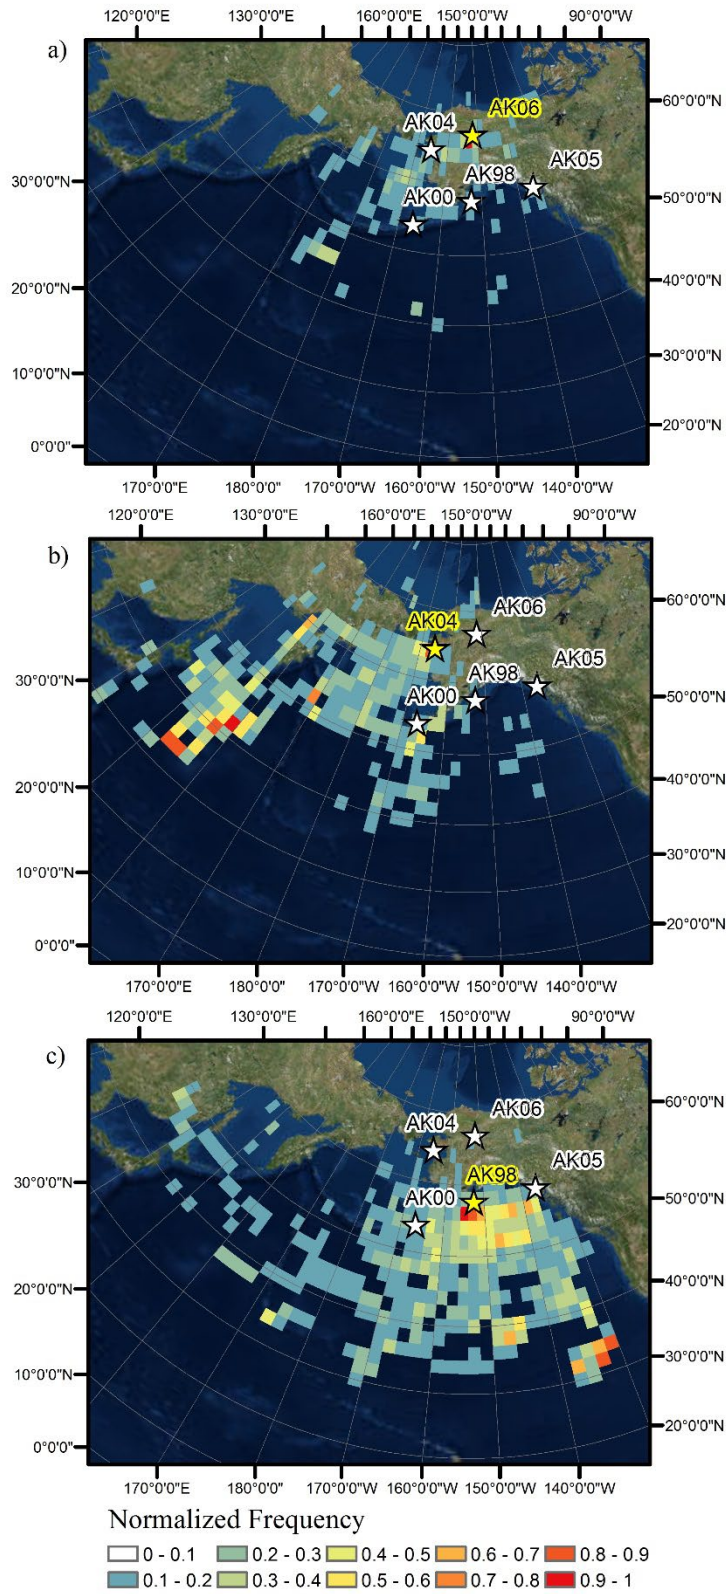 120°0'0"E 130°0'0"E 160°0'0"E 150°0'0"W 90°0'0"W
a)
60°0'0"N
AK04 AK06
AK05
30°0'0"N AK98 50°0'0"N
AK00
20°0'0"N 40°0'0"N
10°0'0"N 30°0'0"N
20°0'0"N
0°0'0"
170°0'0"E 180°0'0" 170°0'0"W 160°0'0"W 150°0'0"W 140°0'0"W
120°0'0"E 130°0'0"E 160°0'0"E 150°0'0"W 90°0'0"W
b)
60°0'0"N
AK04 AK06
AK05
30°0'0"N AK98 50°0'0"N
AK00
20°0'0"N 40°0'0"N
10°0'0"N 30°0'0"N
20°0'0"N
0°0'0"
170°0'0"E 180°0'0" 170°0'0"W 160°0'0"W 150°0'0"W 140°0'0"W
120°0'0"E 130°0'0"E 160°0'0"E 150°0'0"W 90°0'0"W
c)
60°0'0"N
AK04 AK06
AK05
30°0'0"N AK98 50°0'0"N
AK00
20°0'0"N 40°0'0"N
10°0'0"N 30°0'0"N
20°0'0"N
0°0'0"
170°0'0"E 180°0'0" 170°0'0"W 160°0'0"W 150°0'0"W 140°0'0"W
Normalized Frequency
0 - 0.1 0.2 - 0.3 0.4 - 0.5 0.6 - 0.7 0.8 - 0.9
0.1 - 0.2 0.3 - 0.4 0.5 - 0.6 0.7 - 0.8 0.9 - 1